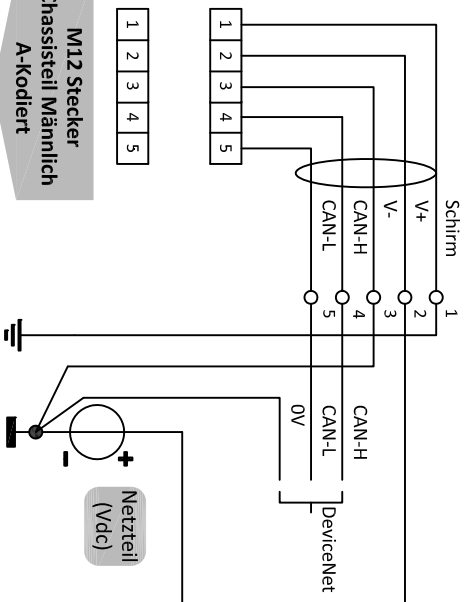 M12 Stecker
Chassisteil Männlich
A-Kodiert
1 2 3 4 5
1 2 3 4 5
Schirm
V+
V-
CAN-H
CAN-L
1
2
3
4
5
CAN-H
CAN-L
0V
DeviceNet
+
-
Netzteil
(Vdc)